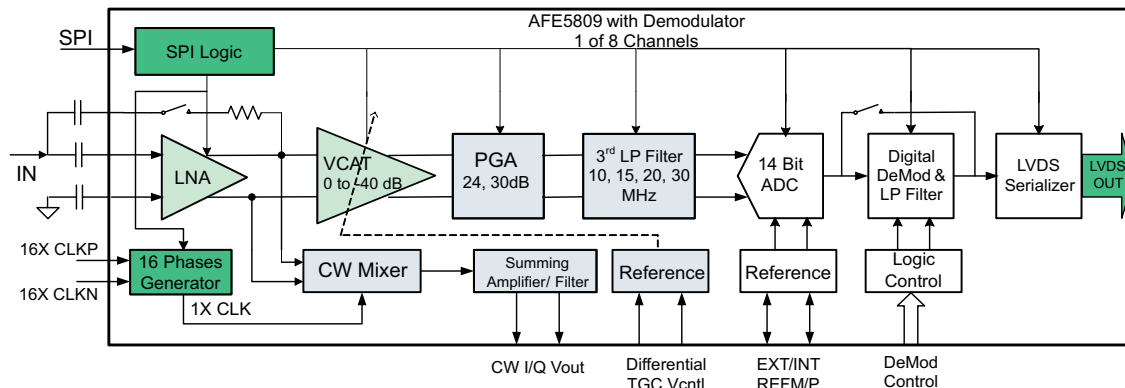 AFE5809 with Demodulator
1 of 8 Channels
SPI
SPI Logic
IN
LNA
VCAT
0 to -40 dB
PGA
24, 30dB
3rd LP Filter
10, 15, 20, 30
MHz
14 Bit
ADC
Digital
DeMod &
LP Filter
LVDS
Serializer
LVDS
OUT
16X CLKP
16X CLKN
16 Phases
Generator
1X CLK
CW Mixer
Summing
Amplifier/ Filter
Reference
Reference
Logic
Control
CW I/Q Vout
Differential
TGC Vcntl
EXT/INT
REFM/P
DeMod
Control